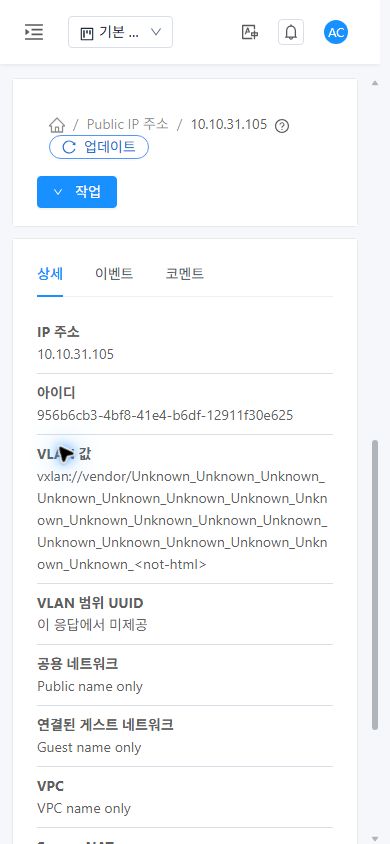 기본 ...
AC
/ Public IP 주소 / 10.10.31.105
업데이트
작업
상세 이벤트 코멘트
IP 주소
10.10.31.105
아이디
956b6cb3-4bf8-41e4-b6df-12911f30e625
VLAN 값
vxlan://vendor/Unknown_Unknown_Unknown_
Unknown_Unknown_Unknown_Unknown_Unkn
own_Unknown_Unknown_Unknown_Unknown_
Unknown_Unknown_Unknown_Unknown_Unkn
own_Unknown_<not-html>
VLAN 범위 UUID
이 응답에서 미제공
공용 네트워크
Public name only
연결된 게스트 네트워크
Guest name only
VPC
VPC name only